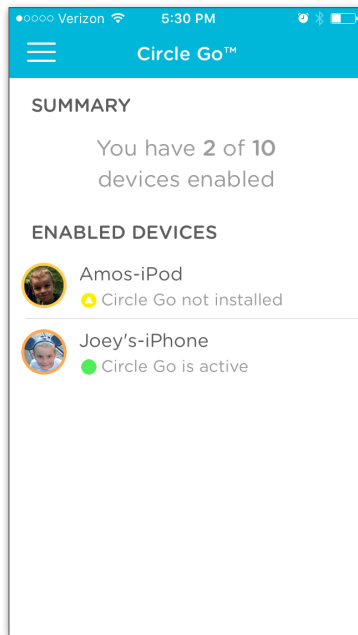 Verizon 5:30 PM
Circle Go™
SUMMARY
You have 2 of 10
devices enabled
ENABLED DEVICES
Amos-iPod
Circle Go not installed
Joey's-iPhone
Circle Go is active